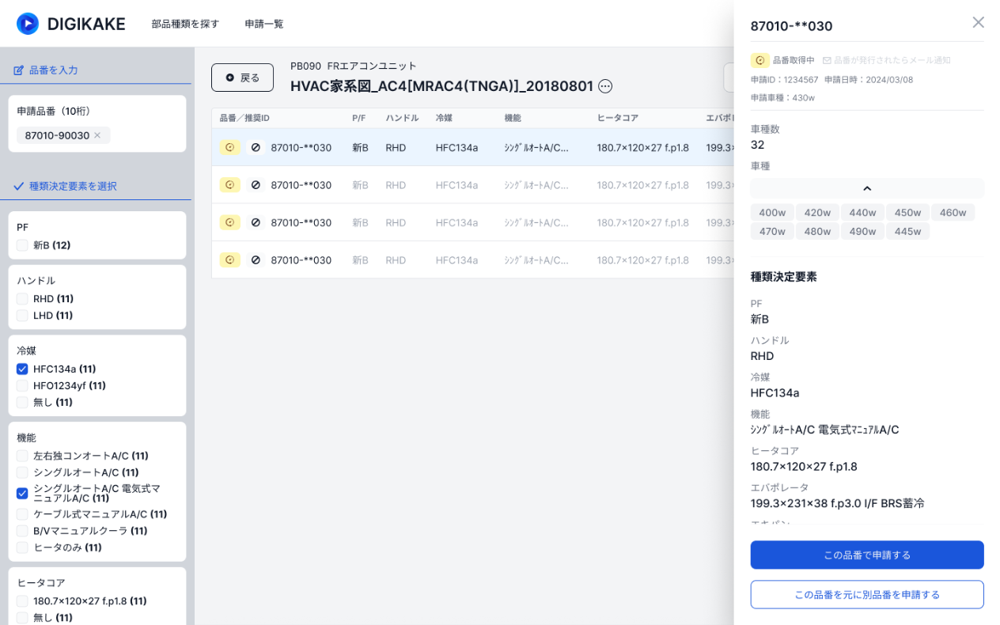 DIGIKAKE
部品種類を探す
申請一覧
品番を入力
申請品番（10桁）
87010-90030
種類決定要素を選択
PF
新B (12)
ハンドル
RHD (11)
LHD (11)
冷媒
HFC134a (11)
HFO1234yf (11)
無し (11)
機能
左右独コンオートA/C (11)
シングルオートA/C (11)
シングルオートA/C 電気式マ
ニュアルA/C (11)
ケーブル式マニュアルA/C (11)
B/Vマニュアルクーラ (11)
ヒータのみ (11)
ヒータコア
180.7×120×27 f.p1.8 (11)
無し (11)
戻る
PB090 FRエアコンユニット
HVAC家系図_AC4[MRAC4(TNGA)]_20180801
品番／推奨ID P/F ハンドル 冷媒 機能 ヒータコア エバポレ
87010-**030 新B RHD HFC134a ｼﾝｸﾞﾙｵｰﾄA/C... 180.7×120×27 f.p1.8 199.3×
87010-**030 新B RHD HFC134a ｼﾝｸﾞﾙｵｰﾄA/C... 180.7×120×27 f.p1.8 199.3×
87010-**030 新B RHD HFC134a ｼﾝｸﾞﾙｵｰﾄA/C... 180.7×120×27 f.p1.8 199.3×
87010-**030 新B RHD HFC134a ｼﾝｸﾞﾙｵｰﾄA/C... 180.7×120×27 f.p1.8 199.3×
87010-**030
品番取得中 品番が発行されたらメール通知
申請ID：1234567 申請日時：2024/03/08
申請車種：430w
車種数
32
車種
400w 420w 440w 450w 460w
470w 480w 490w 445w
種類決定要素
PF
新B
ハンドル
RHD
冷媒
HFC134a
機能
ｼﾝｸﾞﾙｵｰﾄA/C 電気式ﾏﾆｭｱﾙA/C
ヒータコア
180.7×120×27 f.p1.8
エバポレータ
199.3×231×38 f.p3.0 I/F BRS蓄冷
エキパン
この品番で申請する
この品番を元に別品番を申請する